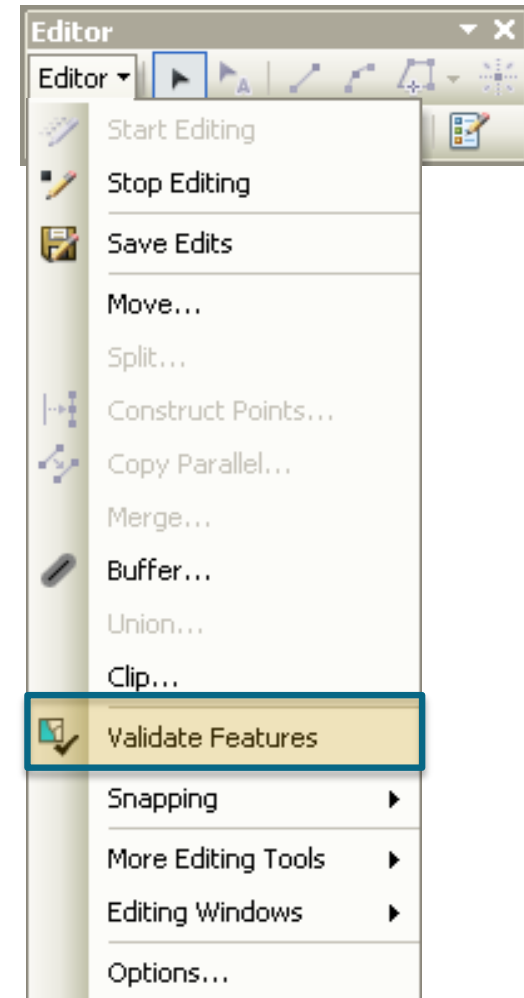 Editor
Editor
Start Editing
Stop Editing
Save Edits
Move...
Split...
Construct Points...
Copy Parallel...
Merge...
Buffer...
Union...
Clip...
Validate Features
Snapping
More Editing Tools
Editing Windows
Options...